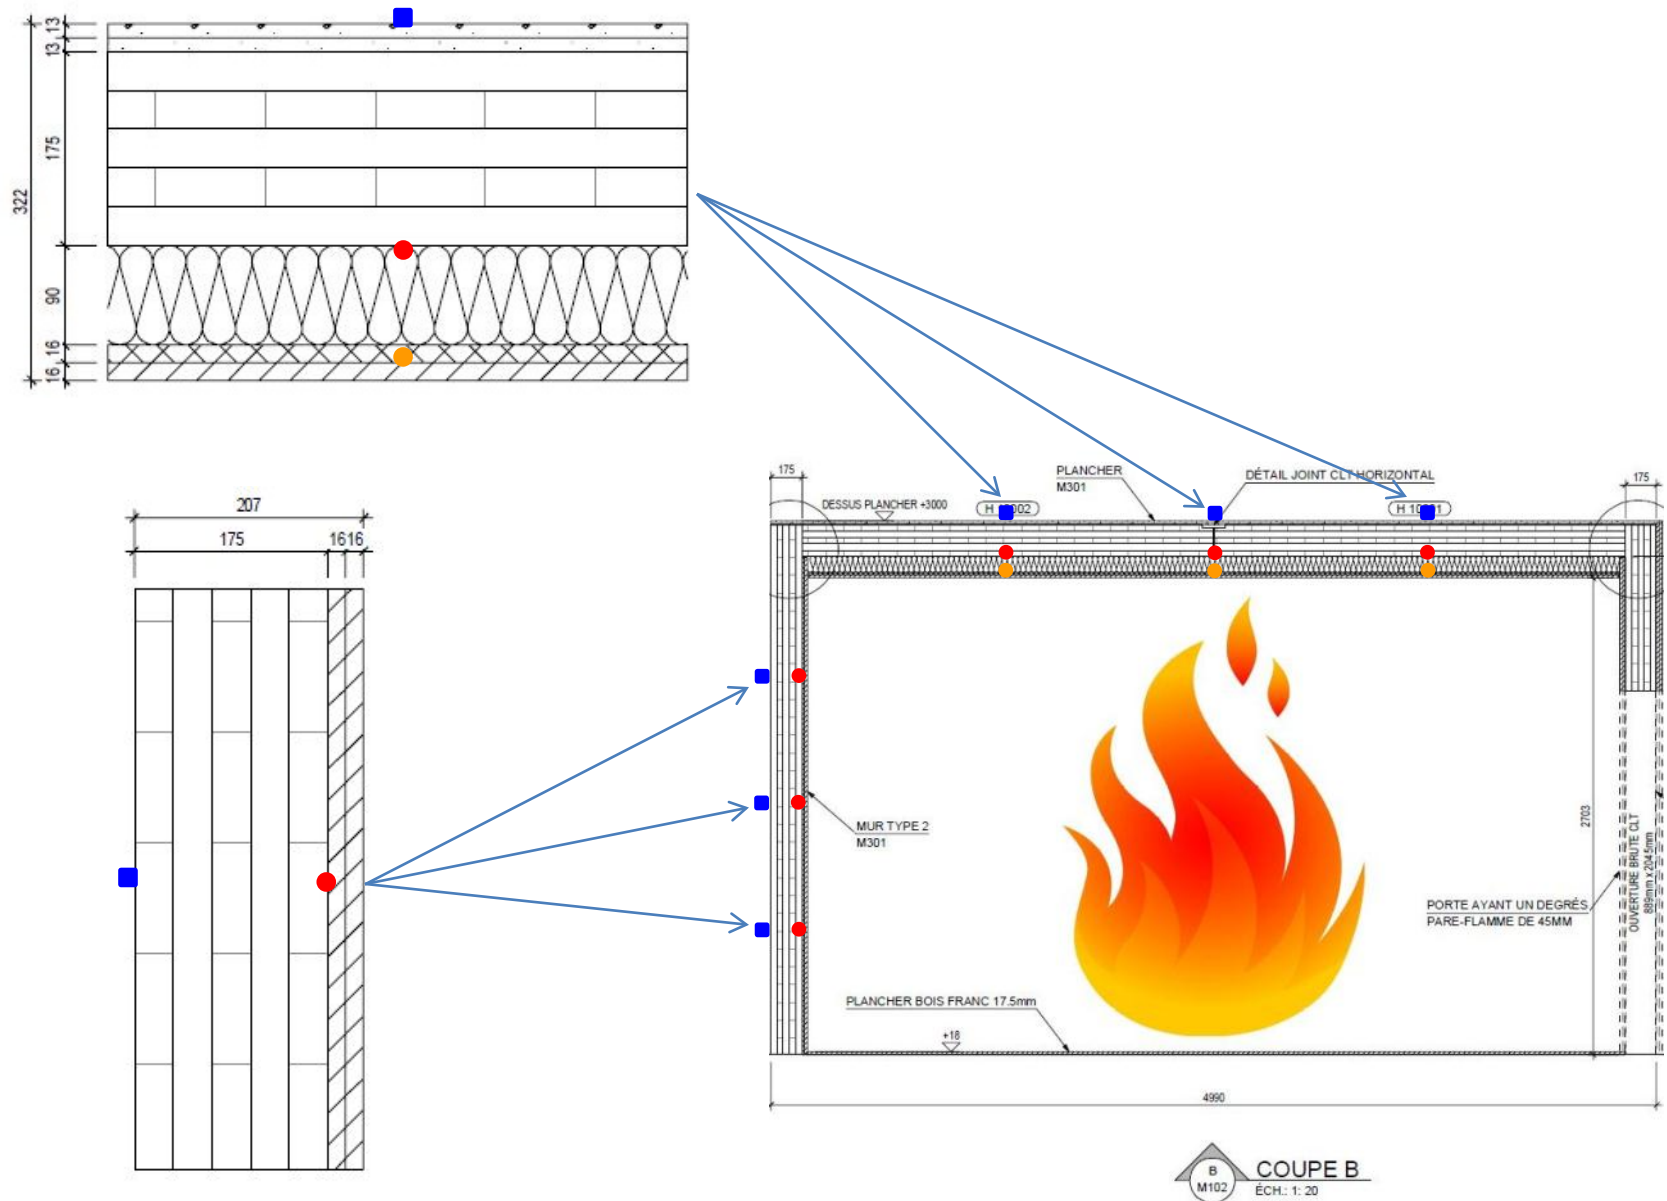 13
13
175
322
90
16
16
207
175
16
16
175
PLANCHER
M301
DÉTAIL JOINT CLT HORIZONTAL
175
DESSUS PLANCHER +3000
MUR TYPE 2
M301
2703
OUVERTURE BRUTE CLT
889mm x 2045mm
PORTE AYANT UN DEGRÉS
PARE-FLAMME DE 45MM
PLANCHER BOIS FRANC 17.5mm
+18
4990
B
M102
COUPE B
ÉCH.: 1: 20